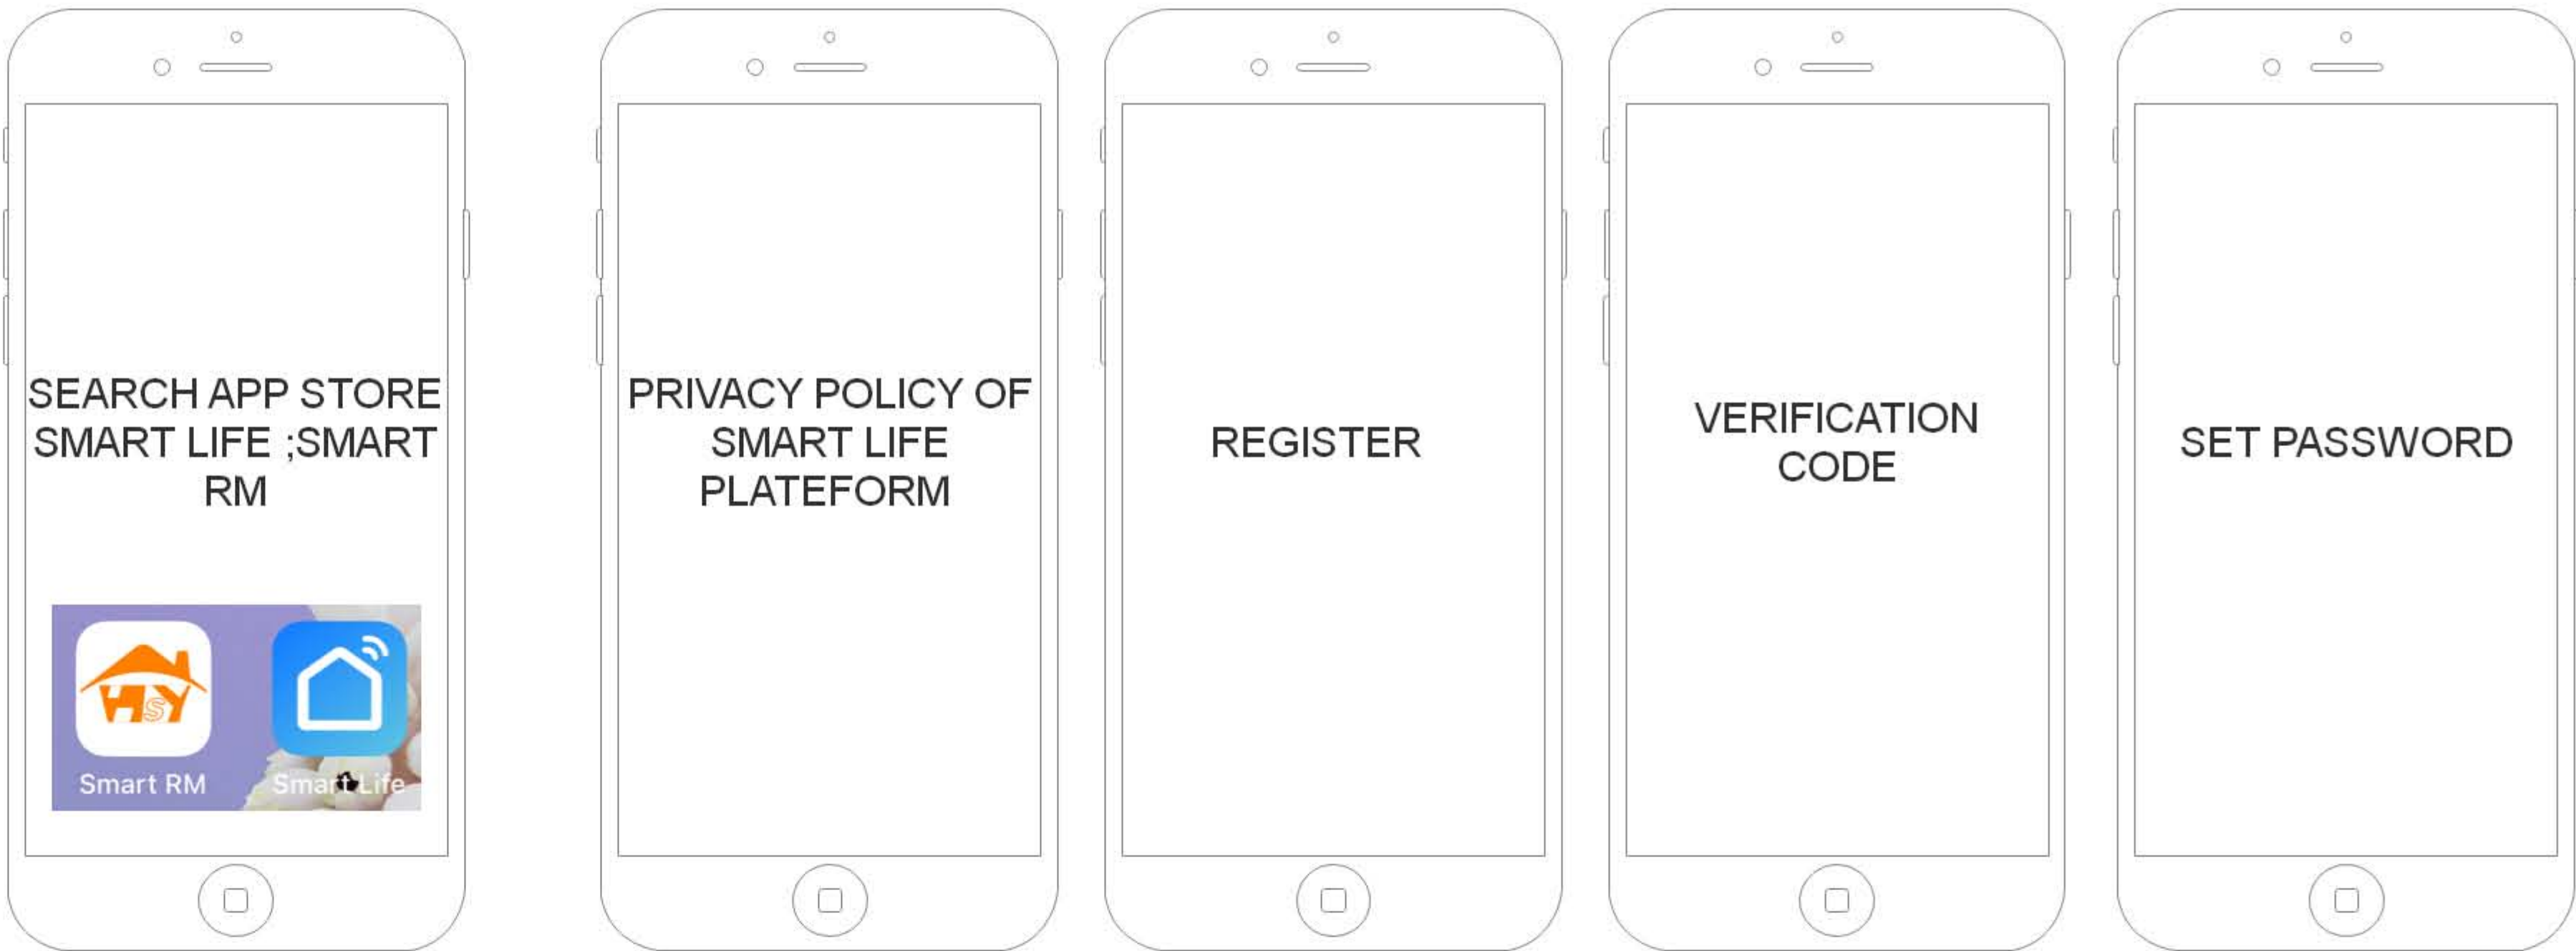 SEARCH APP STORE
SMART LIFE ;SMART
RM
HSY
Smart RM
Smart Life
PRIVACY POLICY OF
SMART LIFE
PLATEFORM
REGISTER
VERIFICATION
CODE
SET PASSWORD